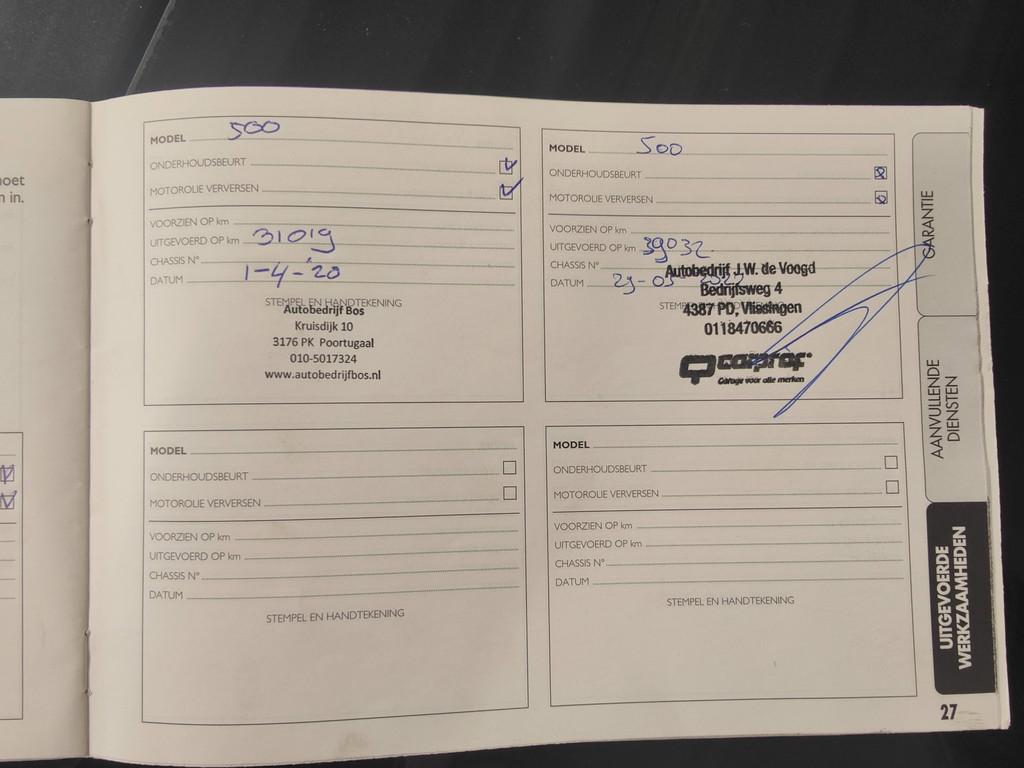 noet
n in.
MODEL 500
ONDERHOUDSBEURT
MOTOROLIE VERVERSEN
VOORZIEN OP km
UITGEVOERD OP km 31019
CHASSIS N°
DATUM 1-4-'20
STEMPEL EN HANDTEKENING
Autobedrijf Bos
Kruisdijk 10
3176 PK Poortugaal
010-5017324
www.autobedrijfbos.nl
MODEL 500
ONDERHOUDSBEURT
MOTOROLIE VERVERSEN
VOORZIEN OP km
UITGEVOERD OP km 39032
CHASSIS N°
DATUM 29-03-
Autobedrijf J.W. de Voogd
Bedrijfsweg 4
4387 PD, Vlissingen
0118470666
carprof
Garage voor alle merken
MODEL
ONDERHOUDSBEURT
MOTOROLIE VERVERSEN
VOORZIEN OP km
UITGEVOERD OP km
CHASSIS N°
DATUM
STEMPEL EN HANDTEKENING
MODEL
ONDERHOUDSBEURT
MOTOROLIE VERVERSEN
VOORZIEN OP km
UITGEVOERD OP km
CHASSIS N°
DATUM
STEMPEL EN HANDTEKENING
GARANTIE
AANVULLENDE
DIENSTEN
UITGEVOERDE
WERKZAAMHEDEN
27